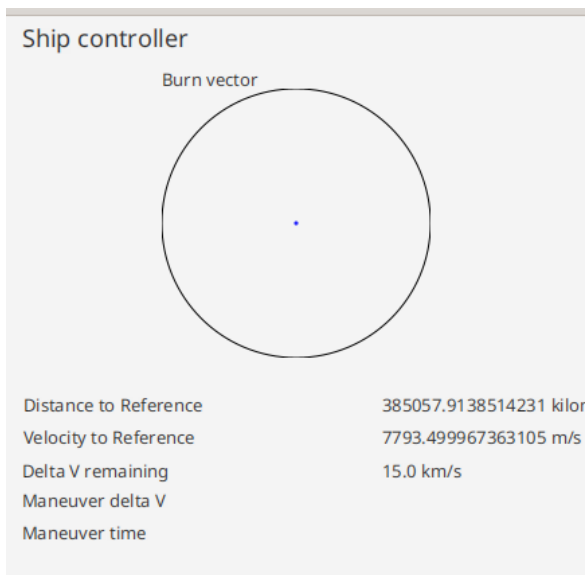 Ship controller
Burn vector
Distance to Reference 385057.9138514231 kilor
Velocity to Reference 7793.499967363105 m/s
Delta V remaining 15.0 km/s
Maneuver delta V
Maneuver time